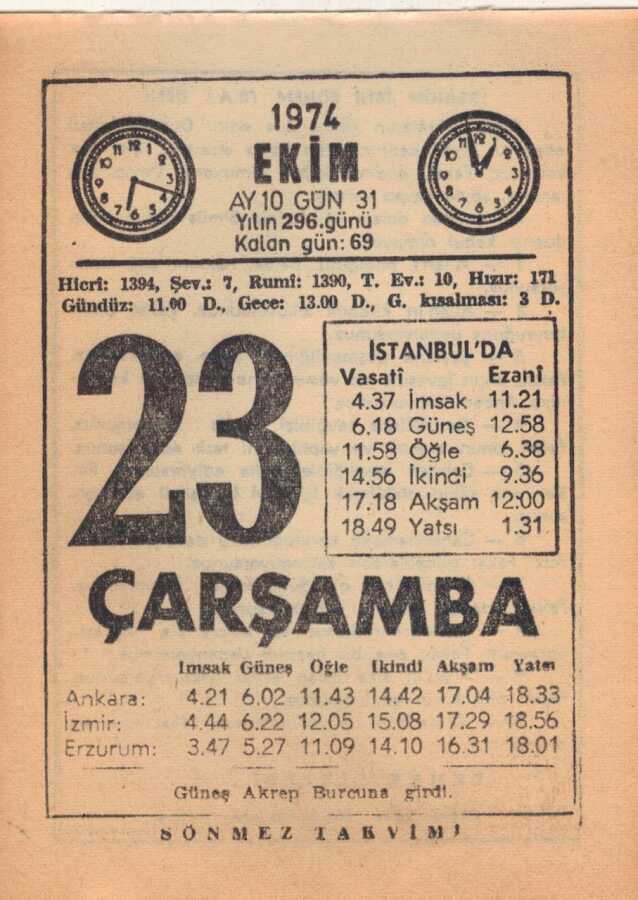 1974
EKİM
AY 10 GÜN 31
Yılın 296.günü
Kalan gün: 69
Hicrî: 1394, Şev.: 7, Rumî: 1390, T. Ev.: 10, Hızır: 171
Gündüz: 11.00 D., Gece: 13.00 D., G. kısalması: 3 D.
23
İSTANBUL'DA
Vasatî Ezanî
4.37 İmsak 11.21
6.18 Güneş 12.58
11.58 Öğle 6.38
14.56 İkindi 9.36
17.18 Akşam 12:00
18.49 Yatsı 1.31
ÇARŞAMBA
İmsak Güneş Öğle İkindi Akşam Yatsı
Ankara: 4.21 6.02 11.43 14.42 17.04 18.33
İzmir: 4.44 6.22 12.05 15.08 17.29 18.56
Erzurum: 3.47 5.27 11.09 14.10 16.31 18.01
Güneş Akrep Burcuna girdi.
SÖNMEZ TAKVİMİ